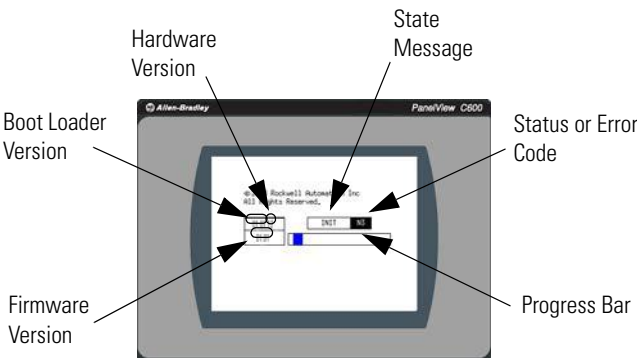 State
Message
Hardware
Version
Allen-Bradley
PanelView C600
Boot Loader
Version
Status or Error
Code
Rockwell Automation Inc
All Rights Reserved.
INIT
Firmware
Version
Progress Bar